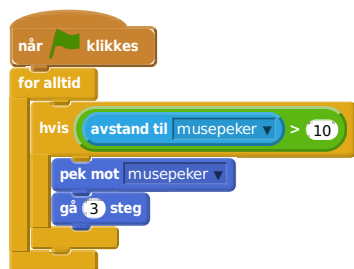 når klikkes
for alltid
hvis avstand til musepeker ▼ > 10
pek mot musepeker ▼
gå 3 steg